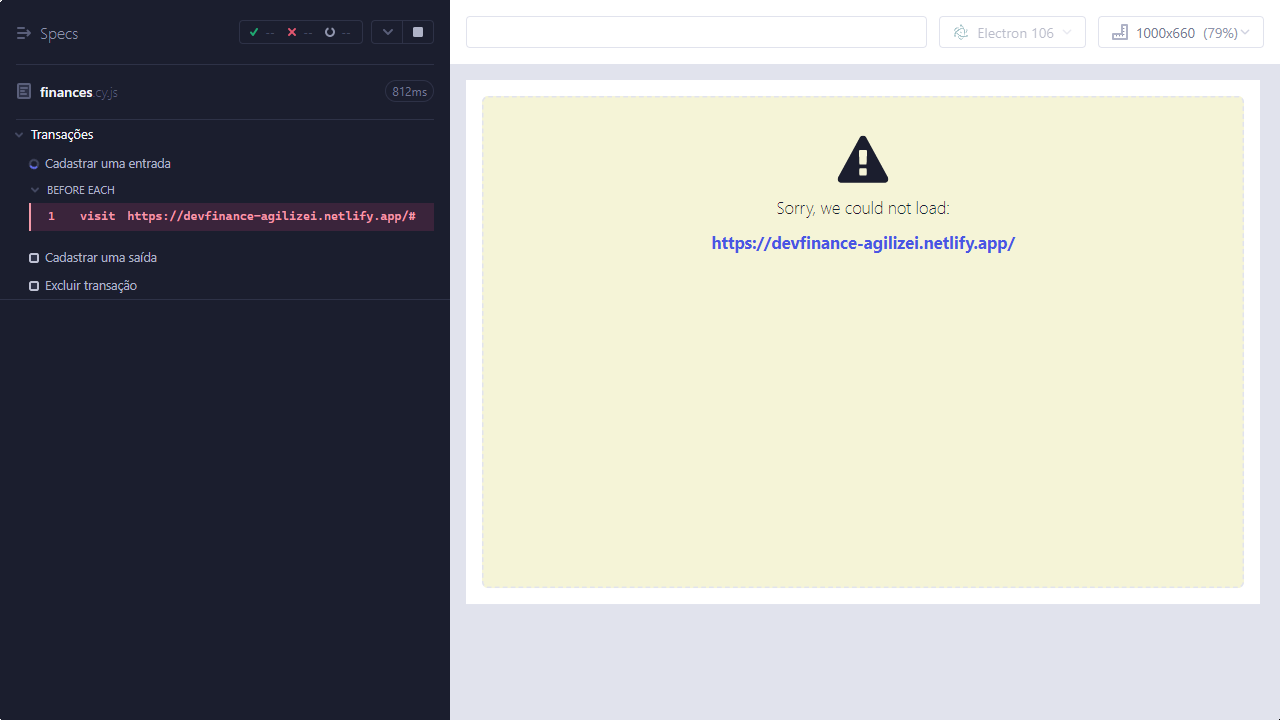 Specs
--
--
--
finances.cy.js
812ms
Transações
Cadastrar uma entrada
BEFORE EACH
1 visit https://devfinance-agilizei.netlify.app/#
Cadastrar uma saída
Excluir transação
Electron 106
1000x660 (79%)
Sorry, we could not load:
https://devfinance-agilizei.netlify.app/